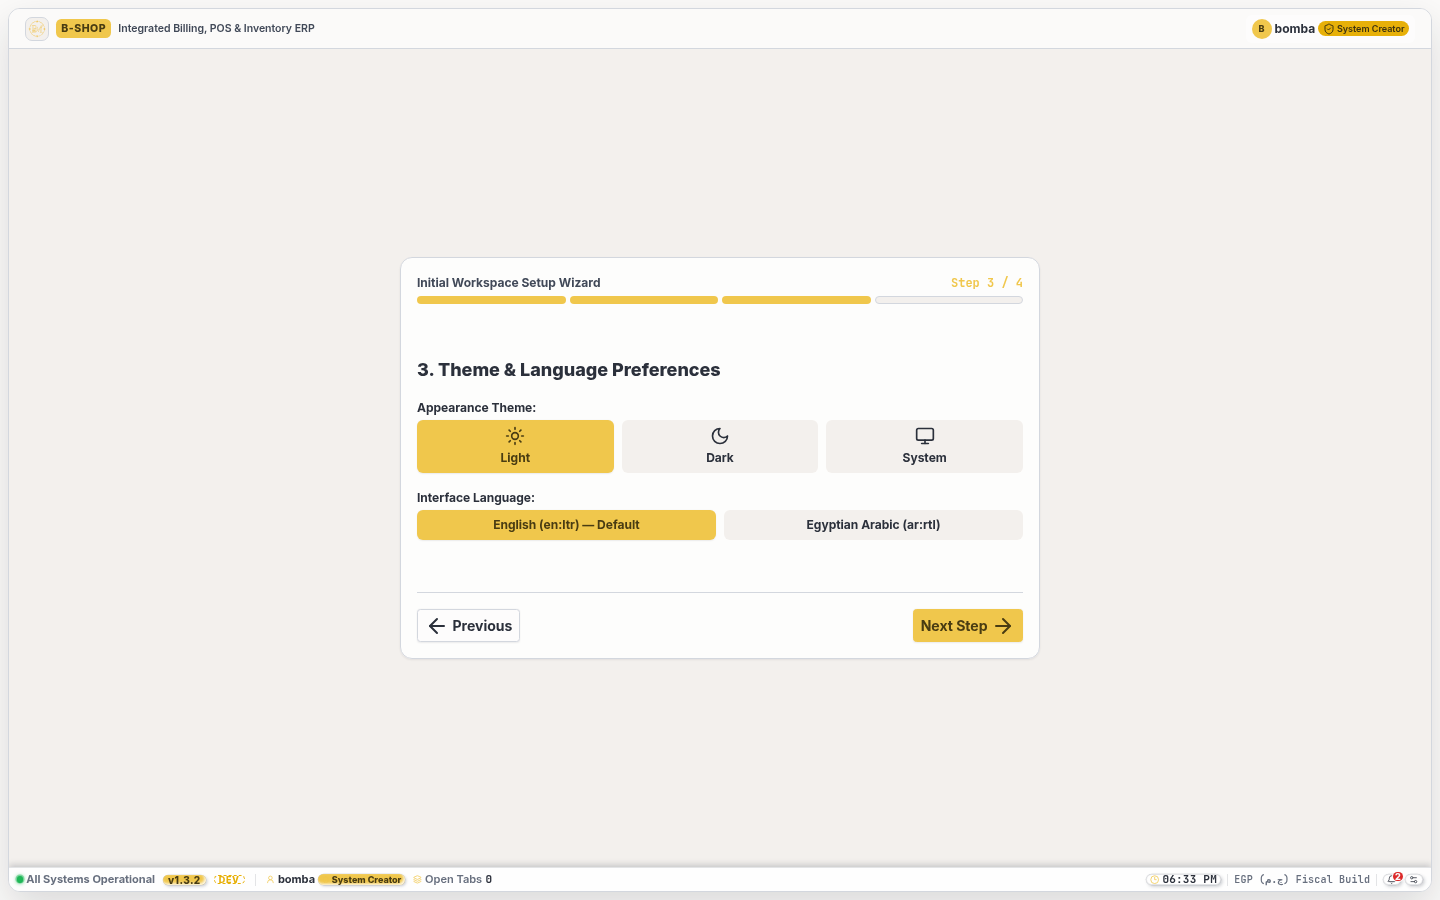 B-SHOP Integrated Billing, POS & Inventory ERP
B bomba System Creator
Initial Workspace Setup Wizard Step 3 / 4
3. Theme & Language Preferences
Appearance Theme:
Light Dark System
Interface Language:
English (en:ltr) — Default Egyptian Arabic (ar:rtl)
Previous Next Step
All Systems Operational v1.3.2 DEV bomba System Creator Open Tabs 0 06:33 PM EGP (ج.م) Fiscal Build 2